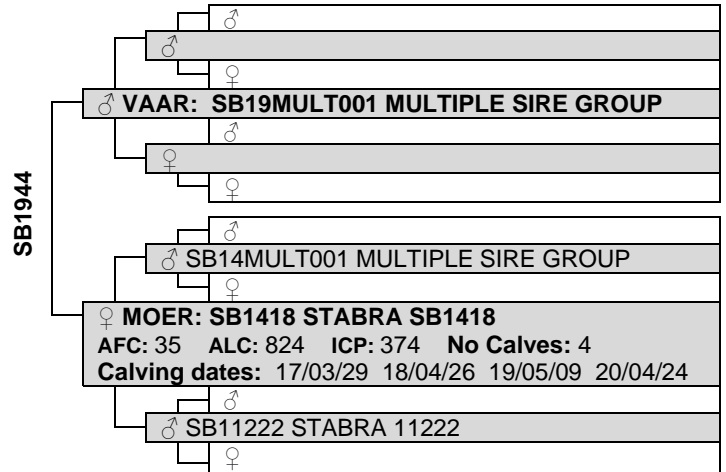 ♂
♂
♀
♂ VAAR: SB19MULT001 MULTIPLE SIRE GROUP
♂
♀
♀
SB1944
♂
♂ SB14MULT001 MULTIPLE SIRE GROUP
♀
♀ MOER: SB1418 STABRA SB1418
AFC: 35 ALC: 824 ICP: 374 No Calves: 4
Calving dates: 17/03/29 18/04/26 19/05/09 20/04/24
♂
♂ SB11222 STABRA 11222
♀